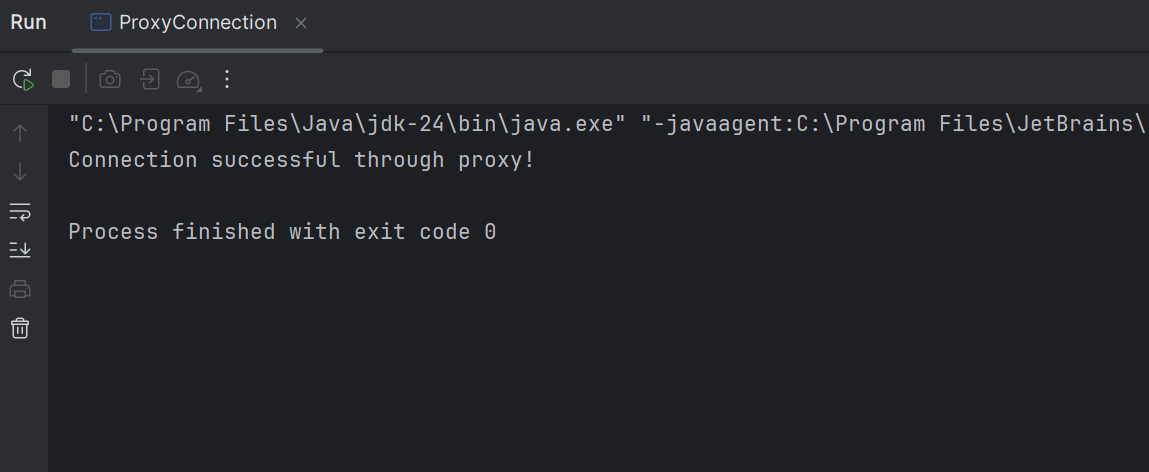 Run ProxyConnection
"C:\Program Files\Java\jdk-24\bin\java.exe" "-javaagent:C:\Program Files\JetBrains\
Connection successful through proxy!
Process finished with exit code 0